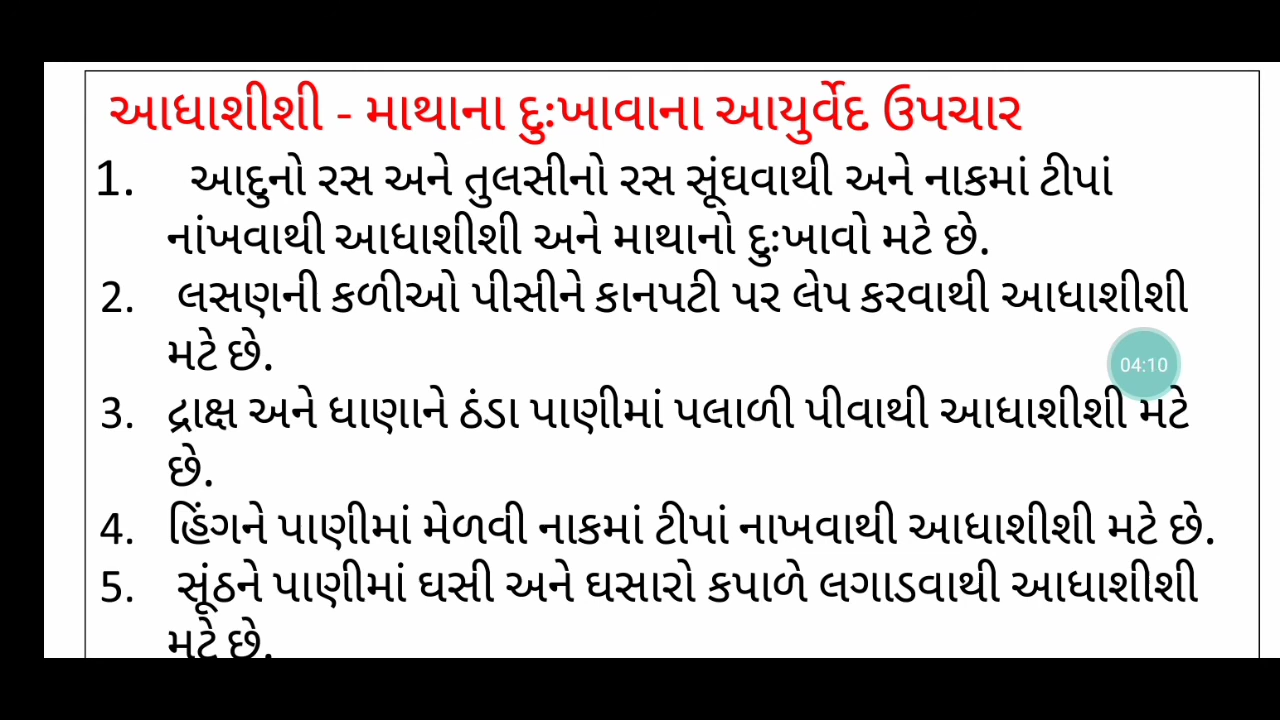 આધાશીશી - માથાના દુઃખાવાના આયુર્વેદ ઉપચાર
1. આદુનો રસ અને તુલસીનો રસ સૂંઘવાથી અને નાકમાં ટીપાં
નાંખવાથી આધાશીશી અને માથાનો દુઃખાવો મટે છે.
2. લસણની કળીઓ પીસીને કાનપટી પર લેપ કરવાથી આધાશીશી
મટે છે.
04:10
3. દ્રાક્ષ અને ધાણાને ઠંડા પાણીમાં પલાળી પીવાથી આધાશીશી મટે
છે.
4. હિંગને પાણીમાં મેળવી નાકમાં ટીપાં નાખવાથી આધાશીશી મટે છે.
5. સૂંઠને પાણીમાં ઘસી અને ઘસારો કપાળે લગાડવાથી આધાશીશી
મટે છે.